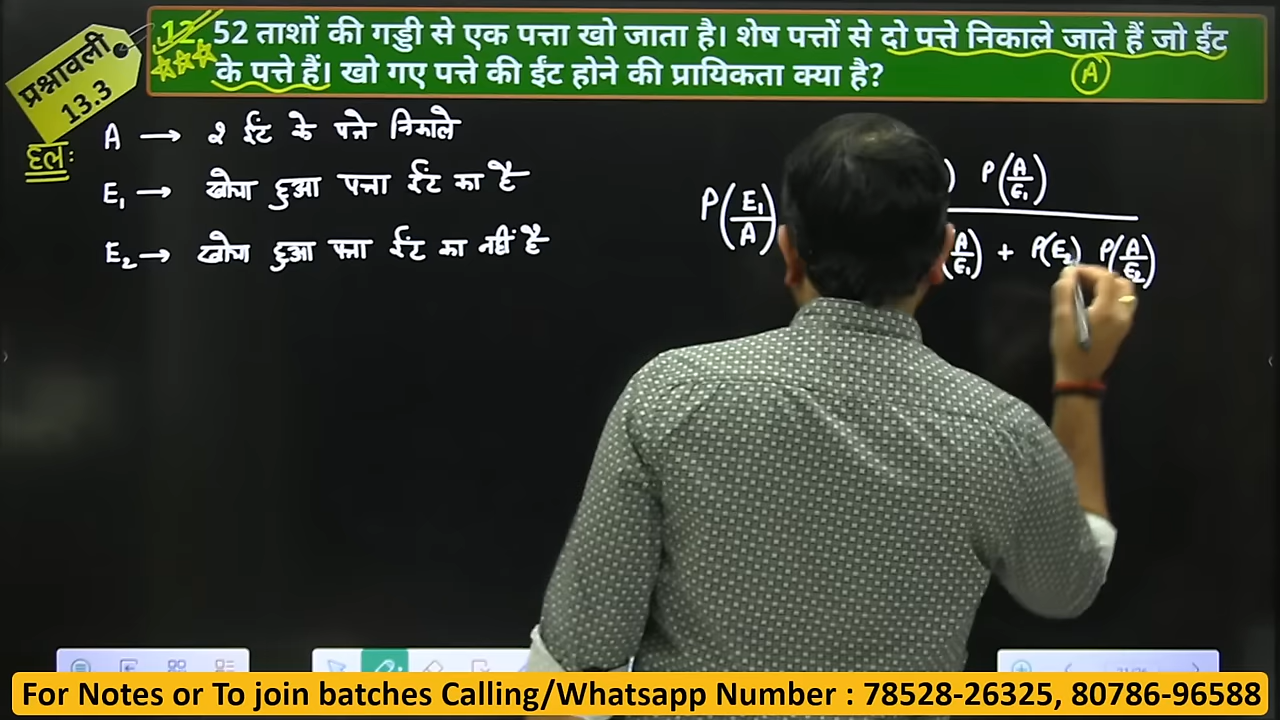 प्रश्नावली
13.3
12. 52 ताशों की गड्डी से एक पत्ता खो जाता है। शेष पत्तों से दो पत्ते निकाले जाते हैं जो ईंट
के पत्ते हैं। खो गए पत्ते की ईंट होने की प्रायिकता क्या है?
A
हलः
A → 2 ईंट के पत्ते निकाले
E₁ → खोया हुआ पत्ता ईंट का है
E₂ → खोया हुआ पत्ता ईंट का नहीं है
P(E₁/A) ) P(A/E₁)
(A/E₁) + P(E₂) P(A/E₂)
For Notes or To join batches Calling/Whatsapp Number : 78528-26325, 80786-96588